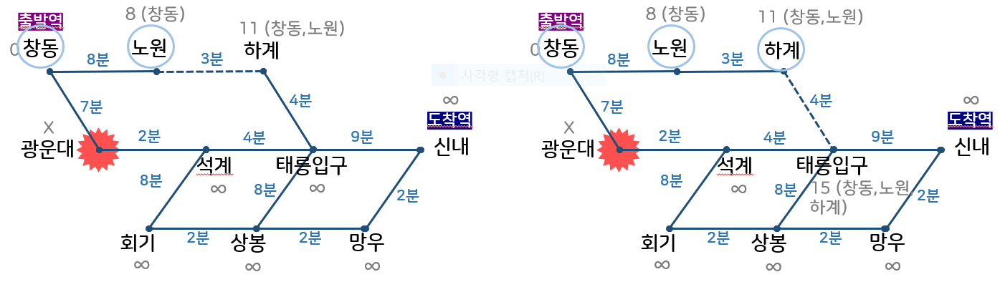 출발역
0 창동
8 (창동)
노원
11 (창동,노원)
하계
8분
3분
7분
4분
X
광운대
2분
4분
9분
∞
도착역
신내
석계
∞
태릉입구
∞
8분
8분
2분
회기
∞
2분
상봉
∞
2분
망우
∞
사각형 캡처(R)
출발역
0 창동
8 (창동)
노원
11 (창동,노원)
하계
8분
3분
7분
4분
X
광운대
2분
4분
9분
∞
도착역
신내
석계
∞
태릉입구
15 (창동,노원,
하계)
8분
8분
2분
회기
∞
2분
상봉
∞
2분
망우
∞